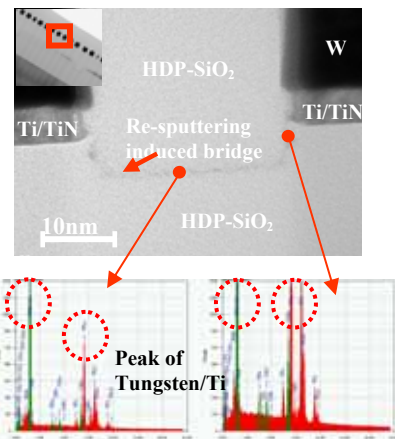 W
HDP-SiO₂
Ti/TiN
Ti/TiN
Re-sputtering
induced bridge
10nm
HDP-SiO₂
Peak of
Tungsten/Ti